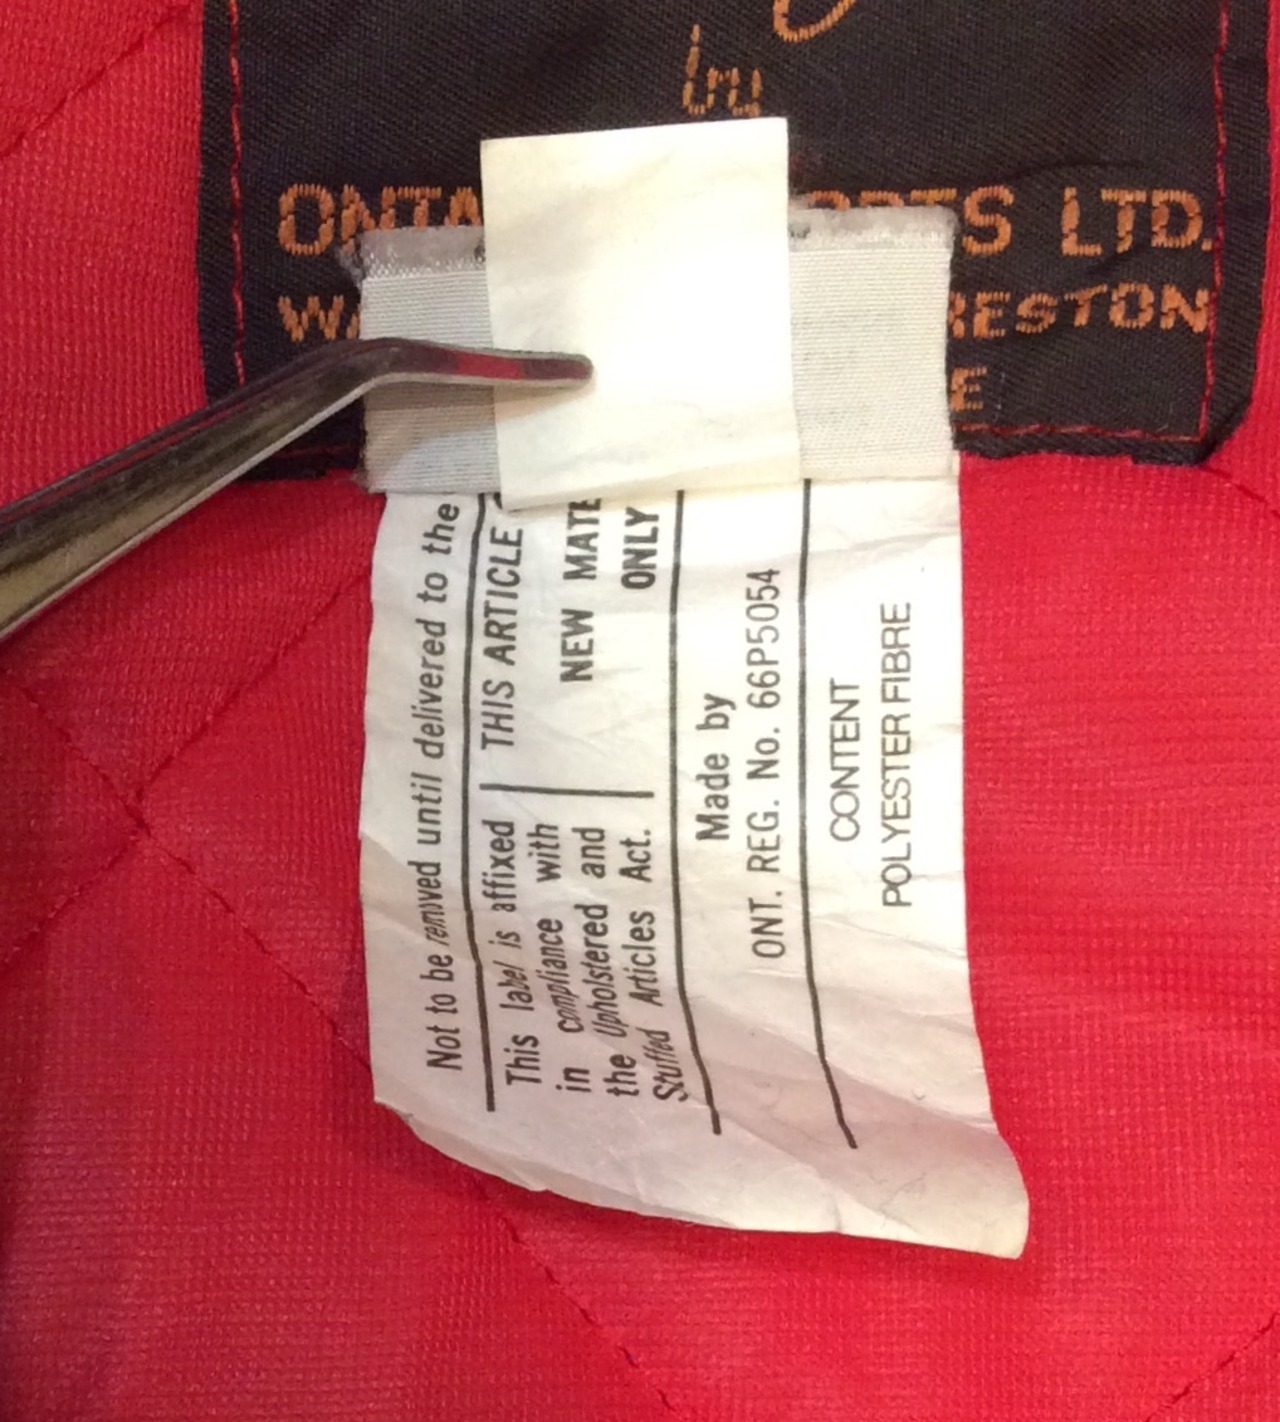 by
ONTA ORTS LTD.
WA RESTON
E
Not to be removed until delivered to the
THIS ARTICLE
NEW MATE
ONLY
This label is affixed
in compliance with
the Upholstered and
Stuffed Articles Act.
Made by
ONT. REG. No. 66P5054
CONTENT
POLYESTER FIBRE